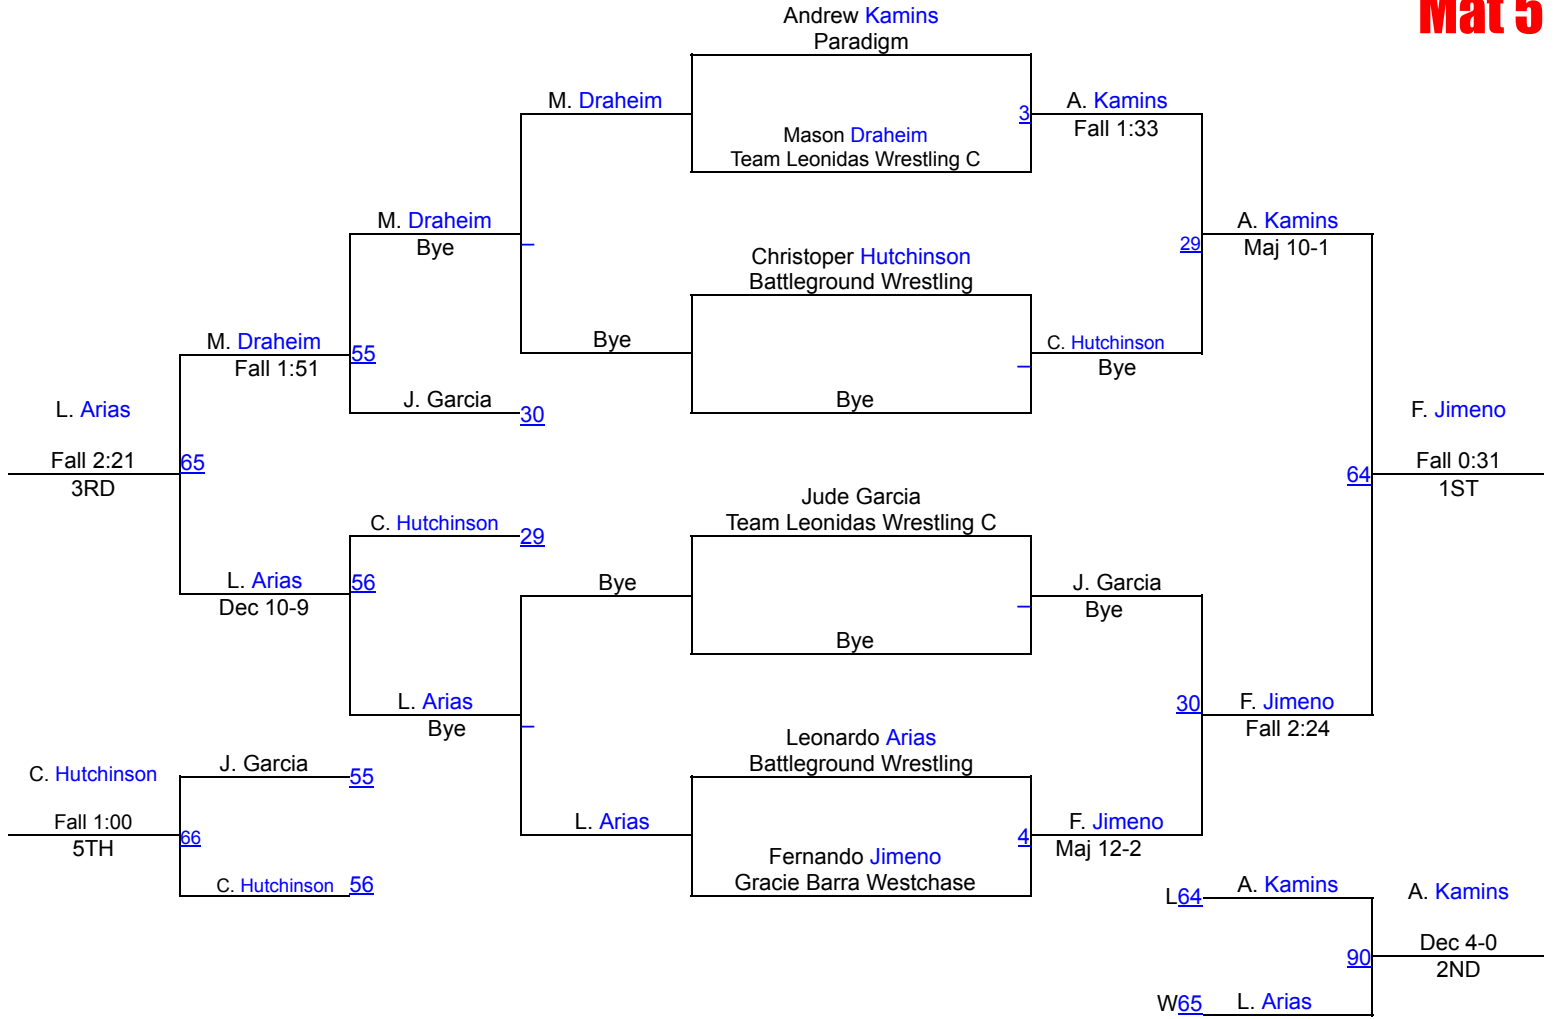 Mat 5
Andrew Kamins
Paradigm
M. Draheim
3
A. Kamins
Fall 1:33
Mason Draheim
Team Leonidas Wrestling C
M. Draheim
Bye
Christoper Hutchinson
Battleground Wrestling
29
A. Kamins
Maj 10-1
M. Draheim
Fall 1:51
55
Bye
C. Hutchinson
Bye
J. Garcia
30
Bye
L. Arias
Fall 2:21
3RD
65
64
F. Jimeno
Fall 0:31
1ST
C. Hutchinson
29
Jude Garcia
Team Leonidas Wrestling C
L. Arias
Dec 10-9
56
Bye
J. Garcia
Bye
Bye
L. Arias
Bye
30
F. Jimeno
Fall 2:24
Leonardo Arias
Battleground Wrestling
C. Hutchinson
Fall 1:00
5TH
J. Garcia
55
66
C. Hutchinson
56
L. Arias
4
F. Jimeno
Maj 12-2
Fernando Jimeno
Gracie Barra Westchase
L64
A. Kamins
A. Kamins
90
Dec 4-0
2ND
W65
L. Arias